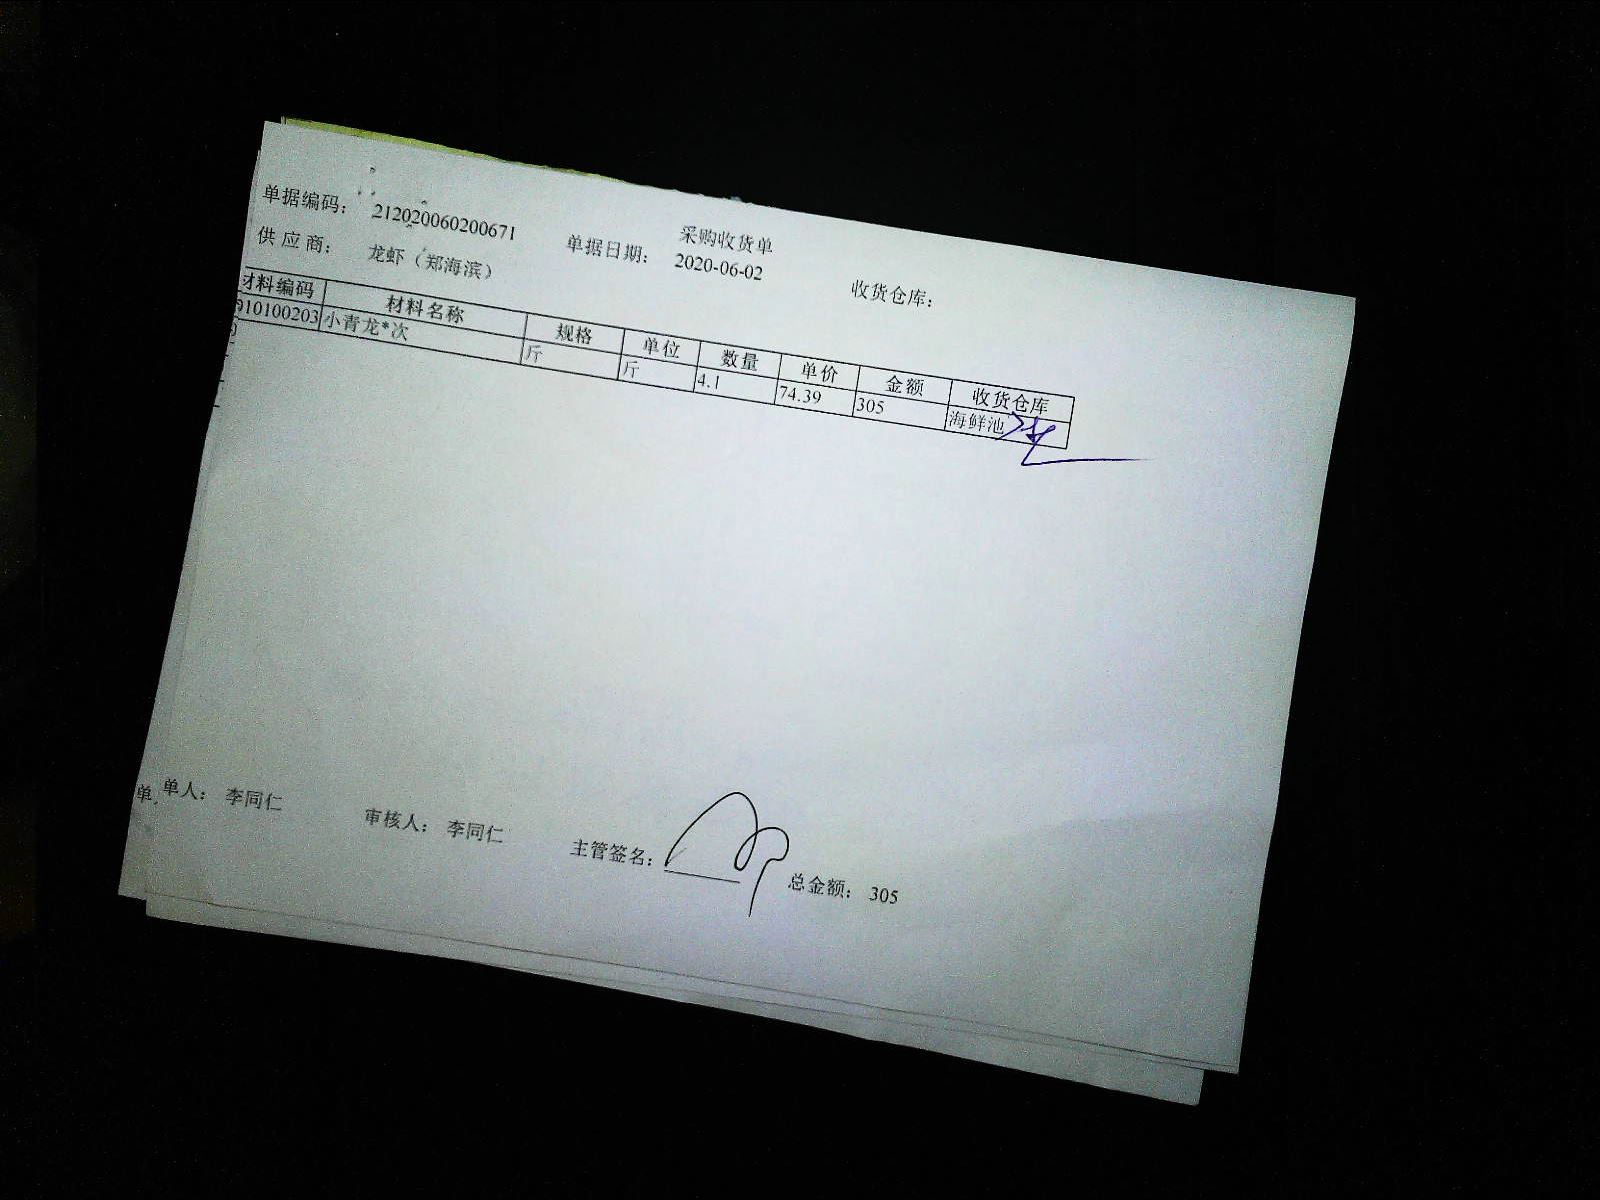 采购收货单
单据编码： 212020060200671 单据日期： 2020-06-02 收货仓库：
供 应 商： 龙虾（郑海滨）
材料编码 材料名称 规格 单位 数量 单价 金额 收货仓库
010100203 小青龙*次 斤 斤 4.1 74.39 305 海鲜池
单人： 李同仁 审核人： 李同仁 主管签名： 总金额： 305
单